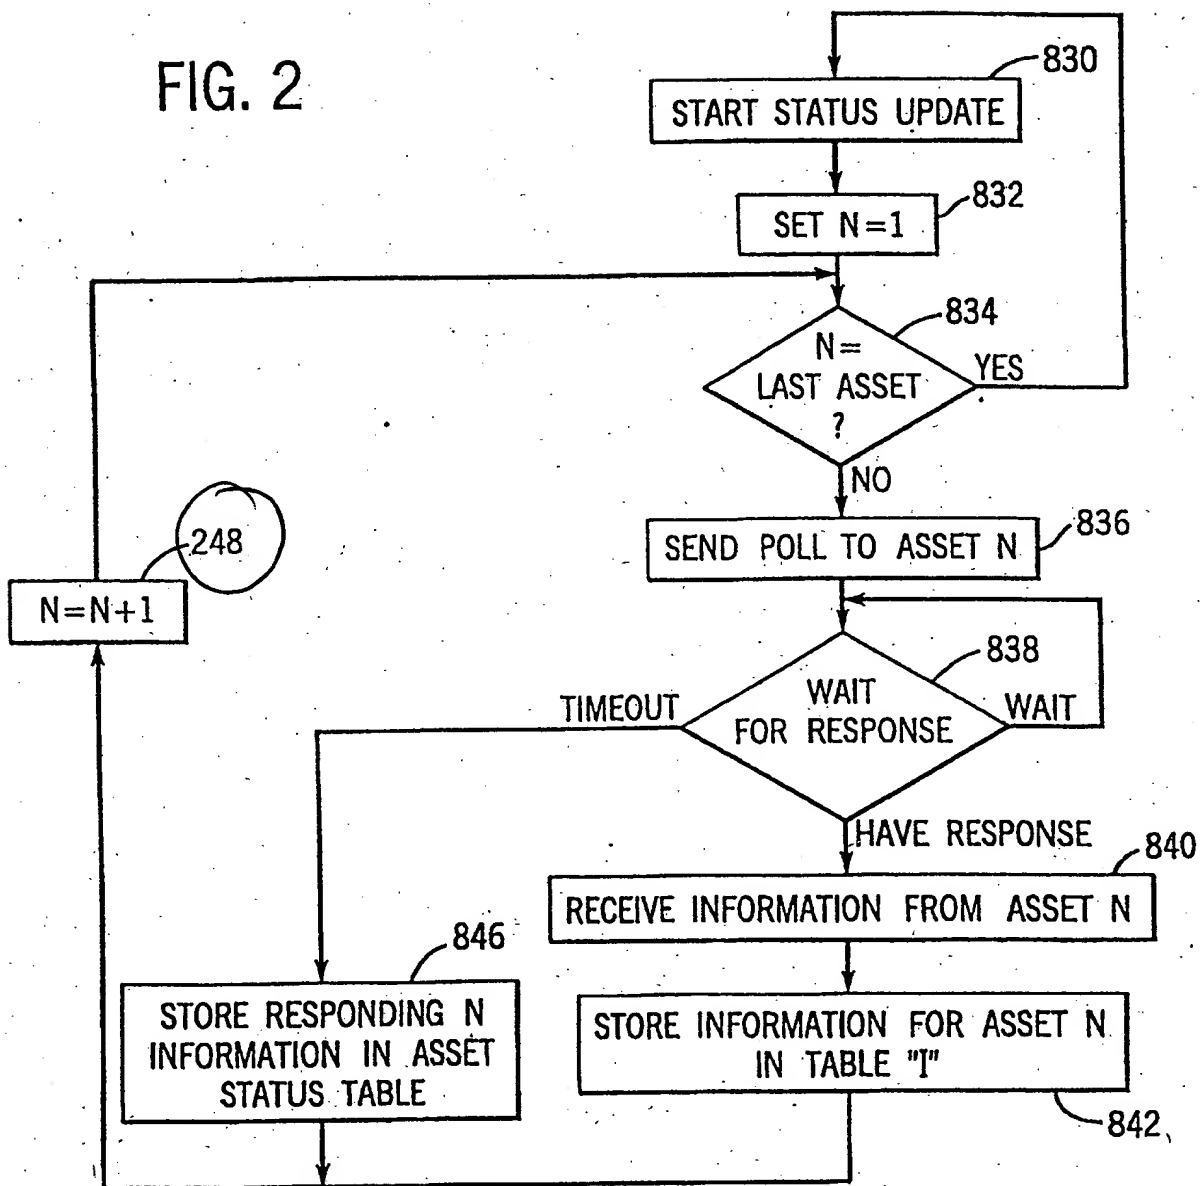 FIG. 2
830
START STATUS UPDATE
832
SET N=1
834
N=
LAST ASSET
?
YES
NO
248
N=N+1
836
SEND POLL TO ASSET N
838
WAIT
FOR RESPONSE
TIMEOUT
WAIT
HAVE RESPONSE
840
RECEIVE INFORMATION FROM ASSET N
846
STORE RESPONDING N
INFORMATION IN ASSET
STATUS TABLE
STORE INFORMATION FOR ASSET N
IN TABLE "I"
842